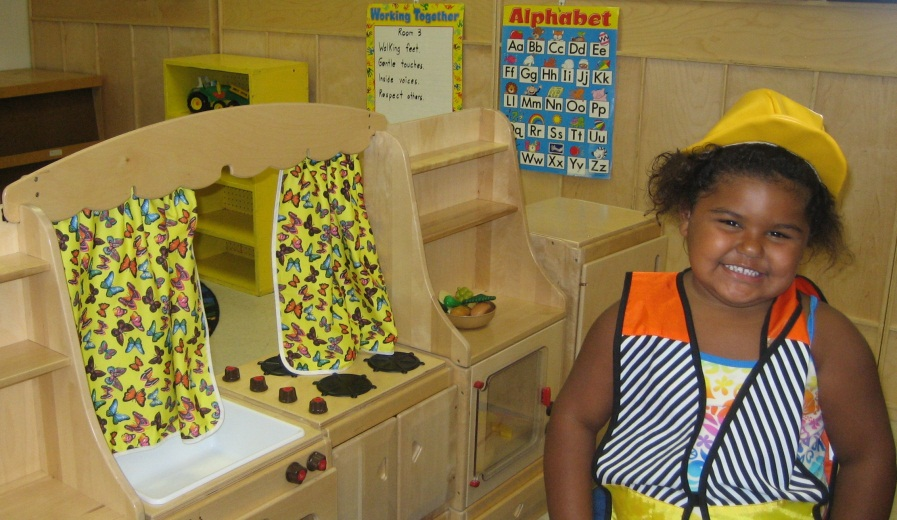 Working Together
Room 3
Walking feet.
Gentle touches.
Inside voices.
Respect others.
Alphabet
Aa Bb Cc Dd Ee
Ff Gg Hh Ii Jj Kk
Ll Mm Nn Oo Pp
Qq Rr Ss Tt Uu
Vv Ww Xx Yy Zz